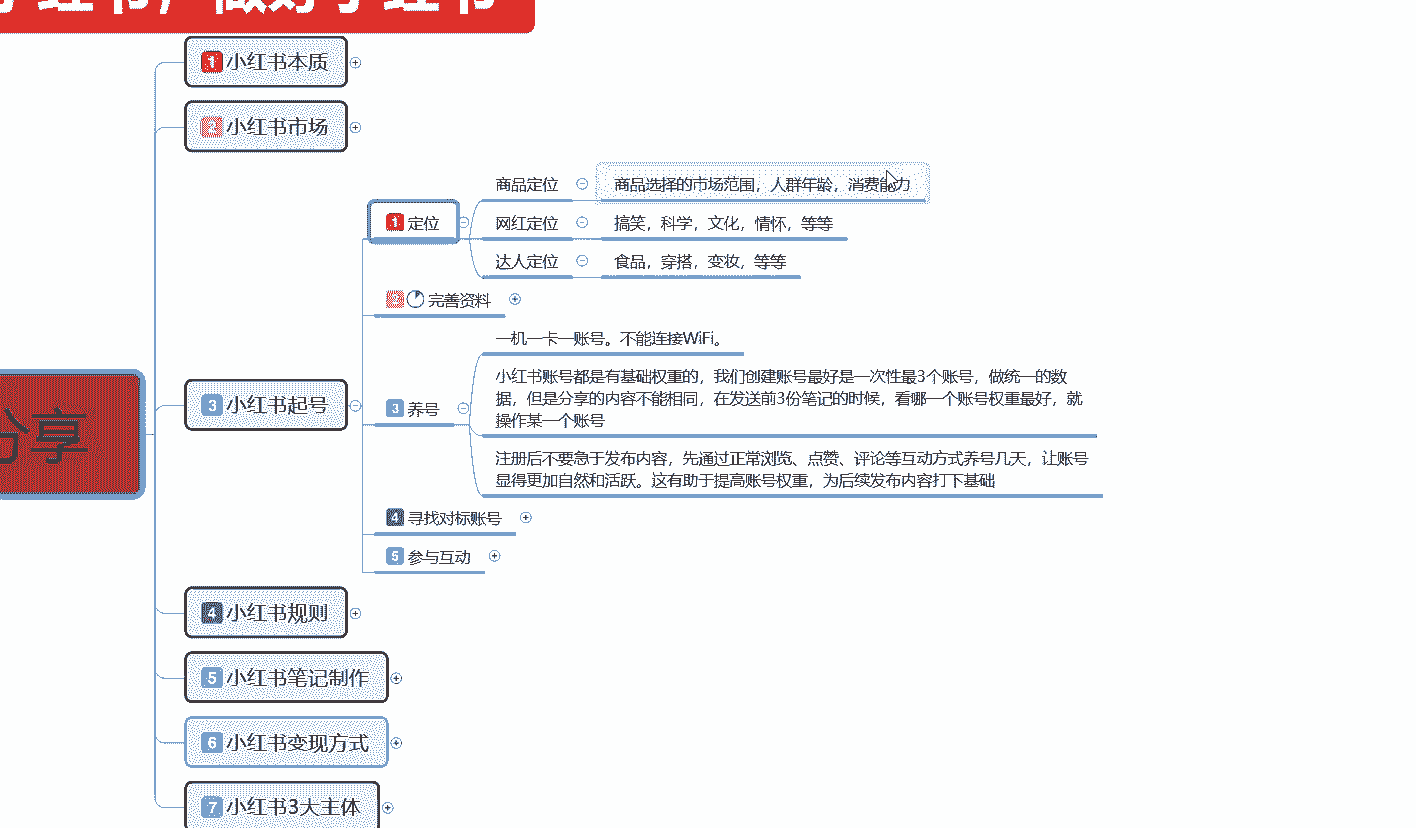 小红书，做好小红书
1 小红书本质
2 小红书市场
商品定位 商品选择的市场范围，人群年龄，消费能力
1 定位
网红定位 搞笑，科学，文化，情怀，等等
达人定位 食品，穿搭，变妆，等等
2 完善资料
一机一卡一账号。不能连接WiFi。
小红书账号都是有基础权重的，我们创建账号最好是一次性最3个账号，做统一的数
据，但是分享的内容不能相同，在发送前3份笔记的时候，看哪一个账号权重最好，就
操作某一个账号
3 小红书起号
3 养号
注册后不要急于发布内容，先通过正常浏览、点赞、评论等互动方式养号几天，让账号
显得更加自然和活跃。这有助于提高账号权重，为后续发布内容打下基础
分享
4 寻找对标账号
5 参与互动
4 小红书规则
5 小红书笔记制作
6 小红书变现方式
7 小红书3大主体